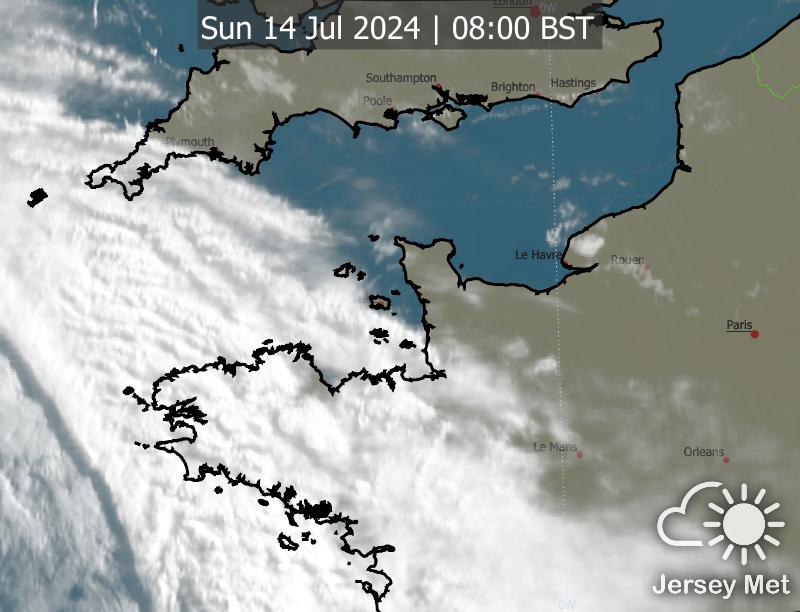 London
0W
Sun 14 Jul 2024 | 08:00 BST
Southampton
Brighton
Hastings
Poole
Plymouth
Le Havre
Rouen
Paris
Le Mans
Orleans
Jersey Met
0W